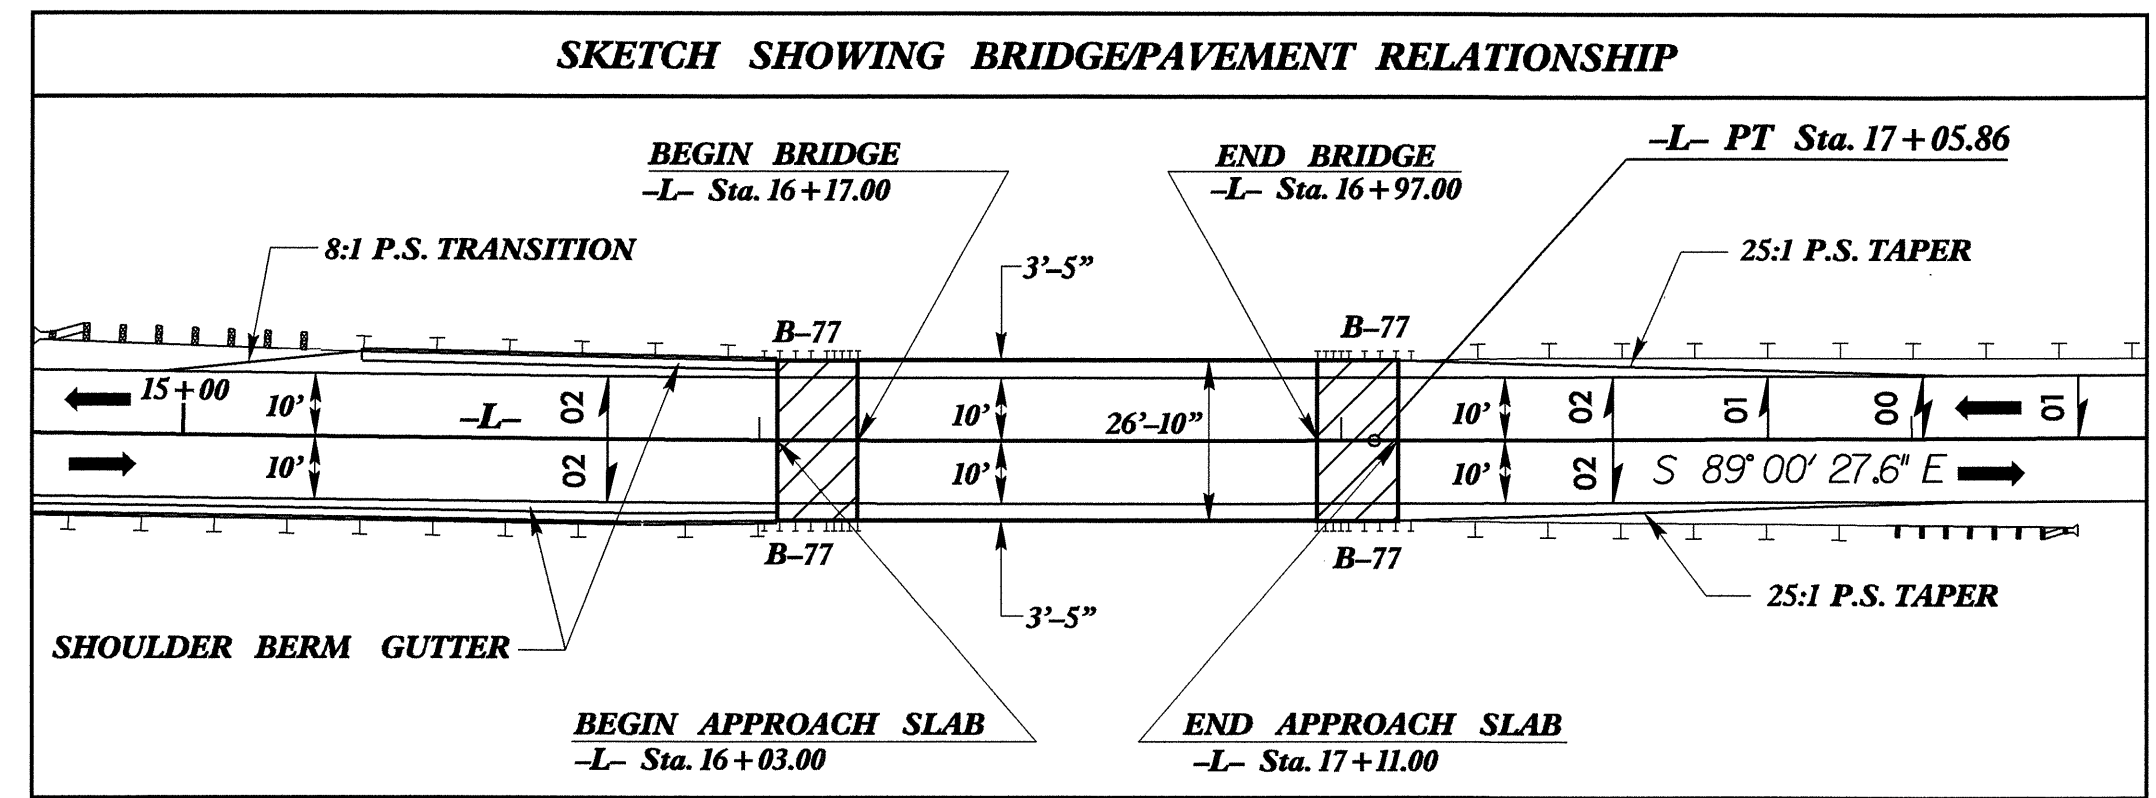 SKETCH SHOWING BRIDGE/PAVEMENT RELATIONSHIP
-L- PT Sta. 17+05.86
BEGIN BRIDGE
-L- Sta. 16+17.00
END BRIDGE
-L- Sta. 16+97.00
8:1 P.S. TRANSITION
3'-5"
25:1 P.S. TAPER
B-77
B-77
15+00
10'
-L-
02
10'
26'-10"
10'
02
01
00
01
10'
02
10'
10'
02
S 89° 00' 27.6" E
B-77
B-77
25:1 P.S. TAPER
3'-5"
SHOULDER BERM GUTTER
BEGIN APPROACH SLAB
-L- Sta. 16+03.00
END APPROACH SLAB
-L- Sta. 17+11.00